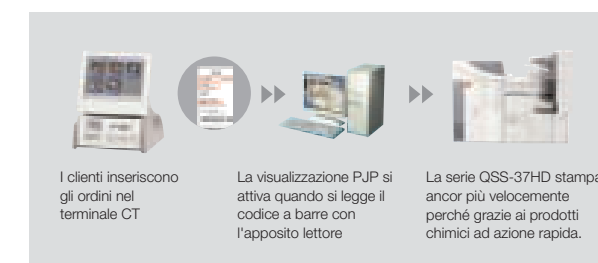 I clienti inseriscono
gli ordini nel
terminale CT
La visualizzazione PJP si
attiva quando si legge il
codice a barre con
l'apposito lettore
La serie QSS-37HD stampa
ancor più velocemente
perché grazie ai prodotti
chimici ad azione rapida.